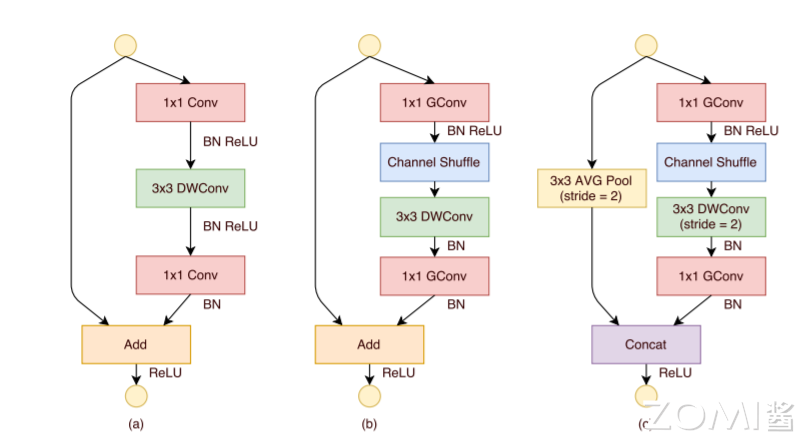 1x1 Conv
BN ReLU
3x3 DWConv
BN ReLU
1x1 Conv
BN
Add
ReLU
(a)
1x1 GConv
BN ReLU
Channel Shuffle
3x3 DWConv
BN
1x1 GConv
BN
Add
ReLU
(b)
1x1 GConv
BN ReLU
Channel Shuffle
3x3 AVG Pool
(stride = 2)
3x3 DWConv
(stride = 2)
BN
1x1 GConv
BN
Concat
ReLU
(c)
ZOMI酱